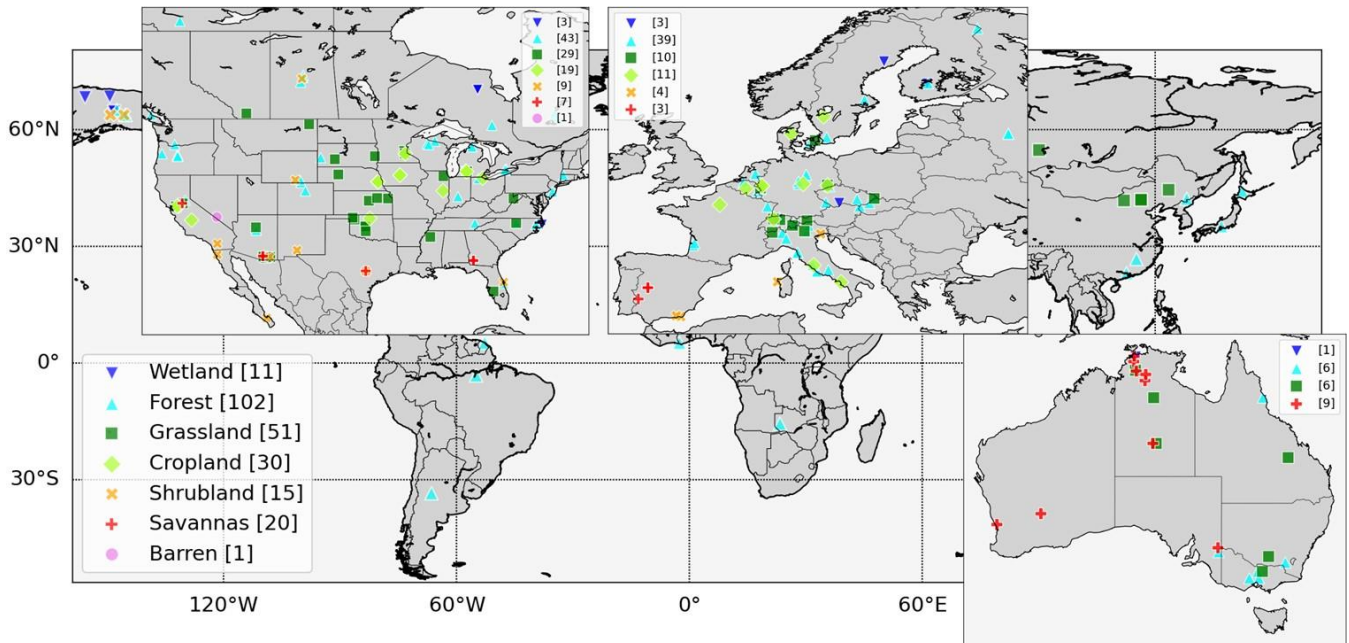 [3]
[43]
[29]
[19]
[9]
[7]
[1]
[3]
[39]
[10]
[11]
[4]
[3]
60°N
30°N
0°
30°S
Wetland [11]
Forest [102]
Grassland [51]
Cropland [30]
Shrubland [15]
Savannas [20]
Barren [1]
[1]
[6]
[6]
[9]
120°W
60°W
0°
60°E